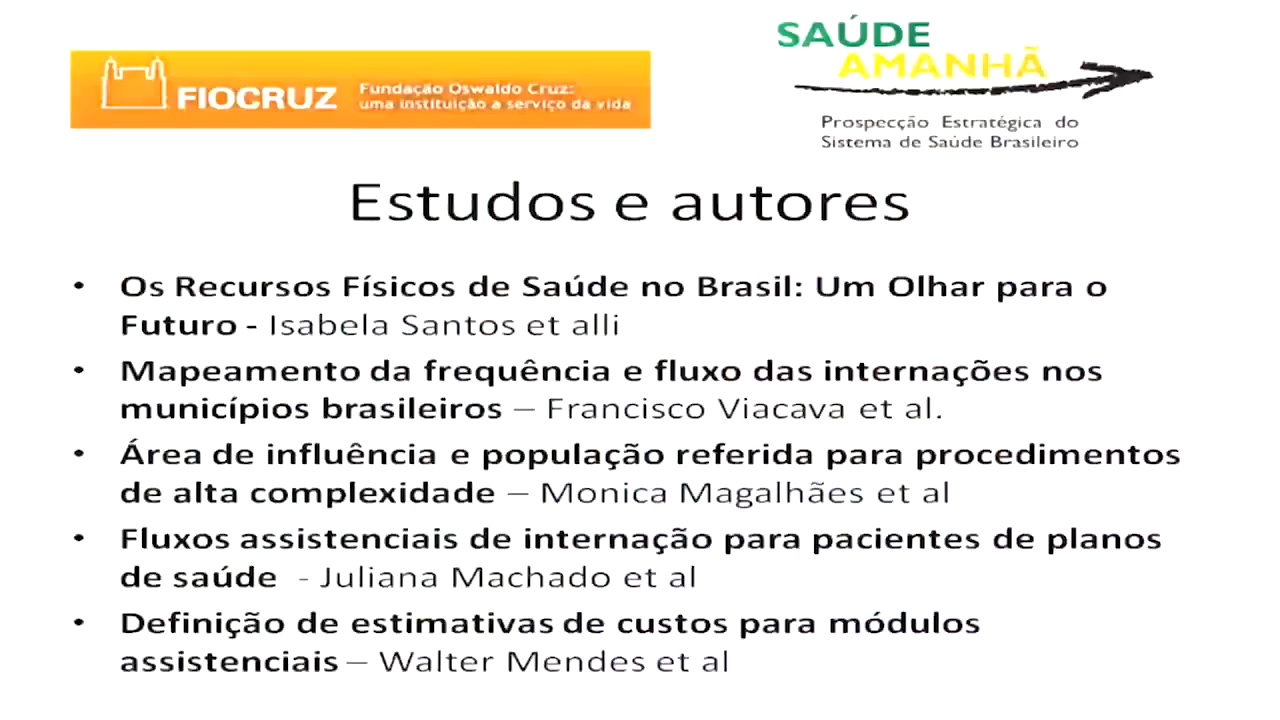 FIOCRUZ
Fundação Oswaldo Cruz:
uma instituição a serviço da vida
SAÚDE
AMANHÃ
Prospecção Estratégica do
Sistema de Saúde Brasileiro
Estudos e autores
• Os Recursos Físicos de Saúde no Brasil: Um Olhar para o
Futuro - Isabela Santos et alli
• Mapeamento da frequência e fluxo das internações nos
municípios brasileiros – Francisco Viacava et al.
• Área de influência e população referida para procedimentos
de alta complexidade – Monica Magalhães et al
• Fluxos assistenciais de internação para pacientes de planos
de saúde - Juliana Machado et al
• Definição de estimativas de custos para módulos
assistenciais – Walter Mendes et al